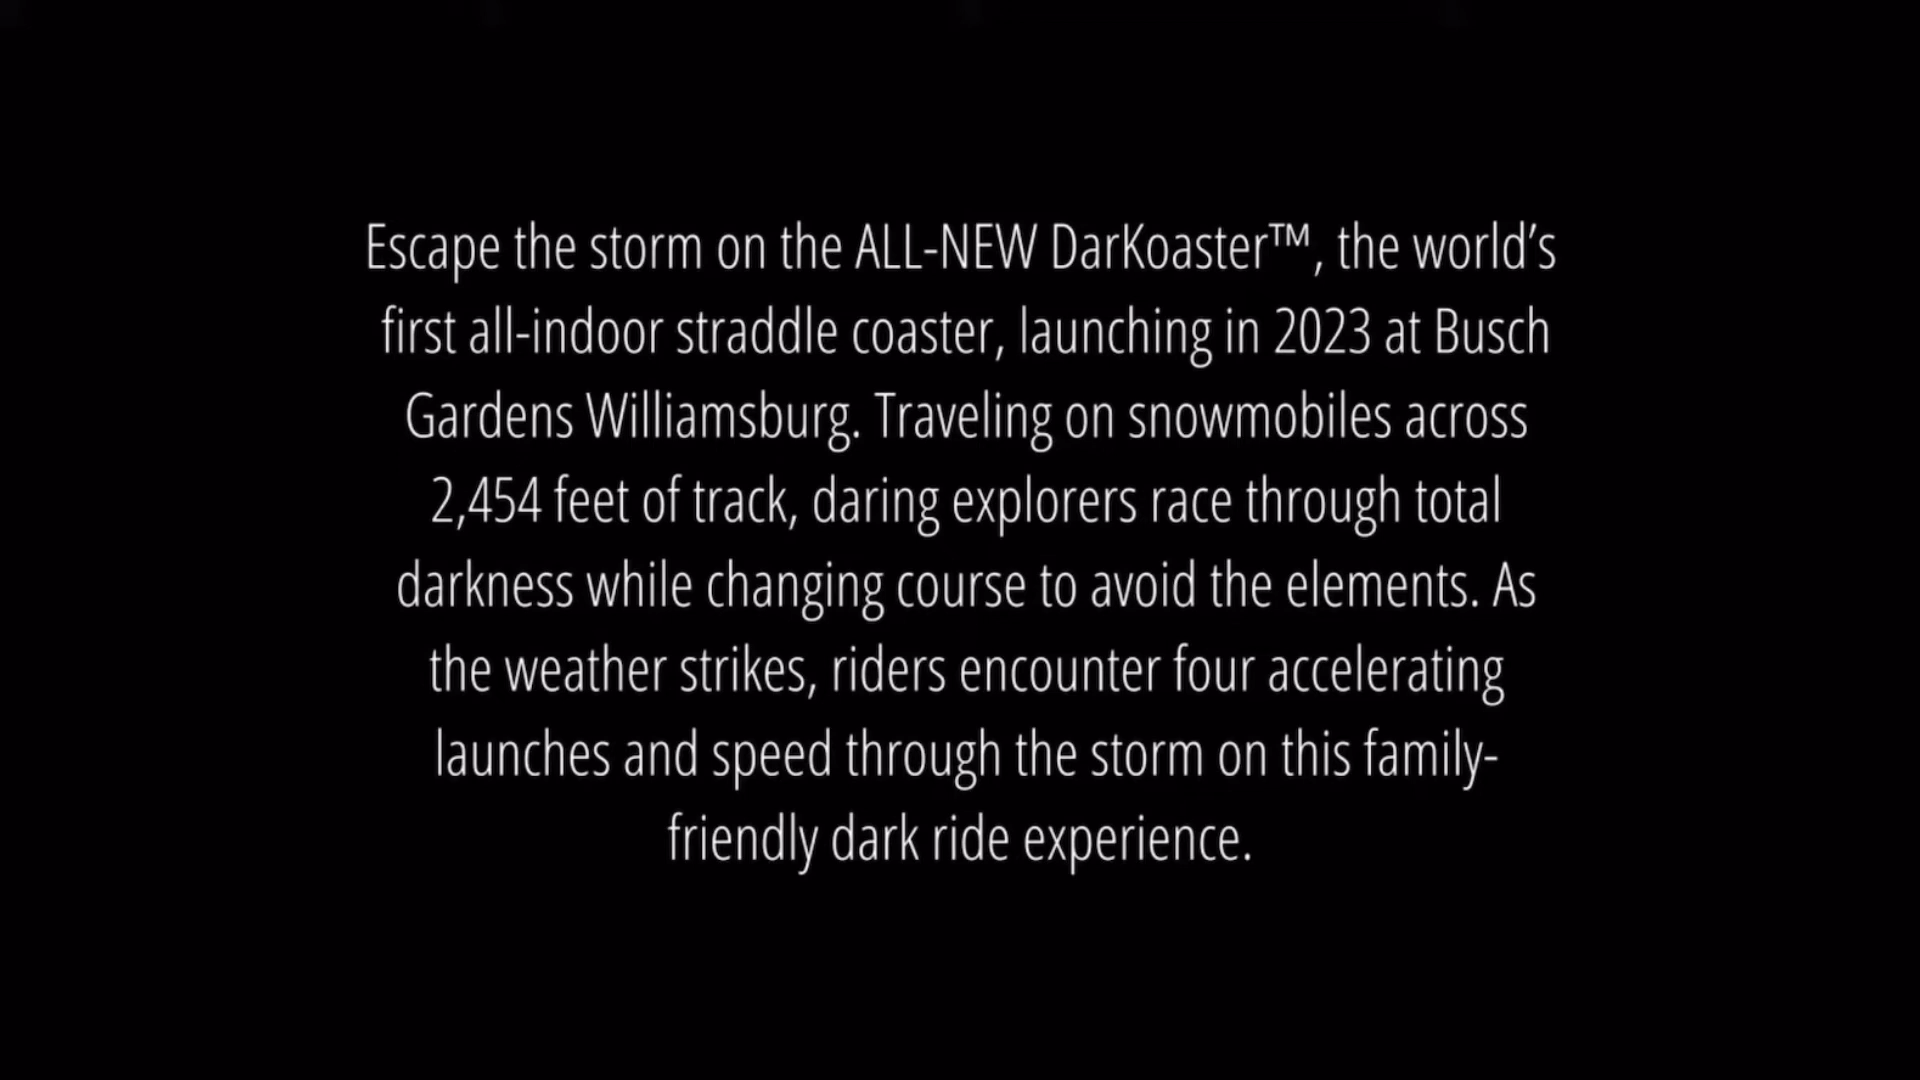 Escape the storm on the ALL-NEW DarKoaster™, the world’s
first all-indoor straddle coaster, launching in 2023 at Busch
Gardens Williamsburg. Traveling on snowmobiles across
2,454 feet of track, daring explorers race through total
darkness while changing course to avoid the elements. As
the weather strikes, riders encounter four accelerating
launches and speed through the storm on this family-
friendly dark ride experience.